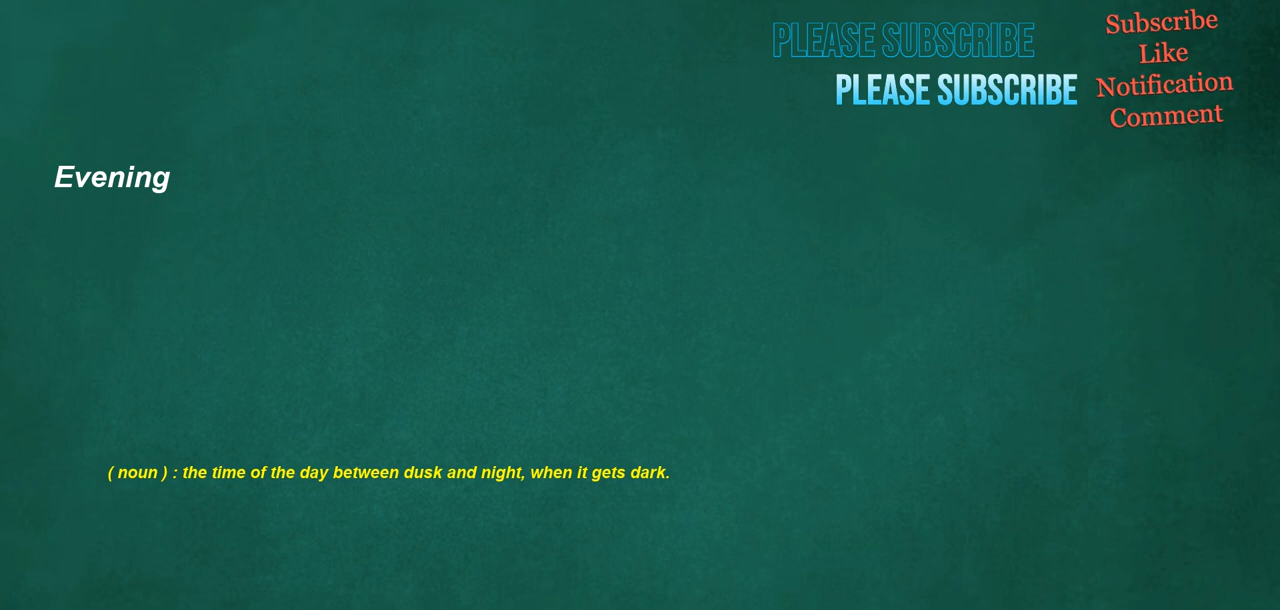 PLEASE SUBSCRIBE
PLEASE SUBSCRIBE
Subscribe
Like
Notification
Comment
Evening
( noun ) : the time of the day between dusk and night, when it gets dark.